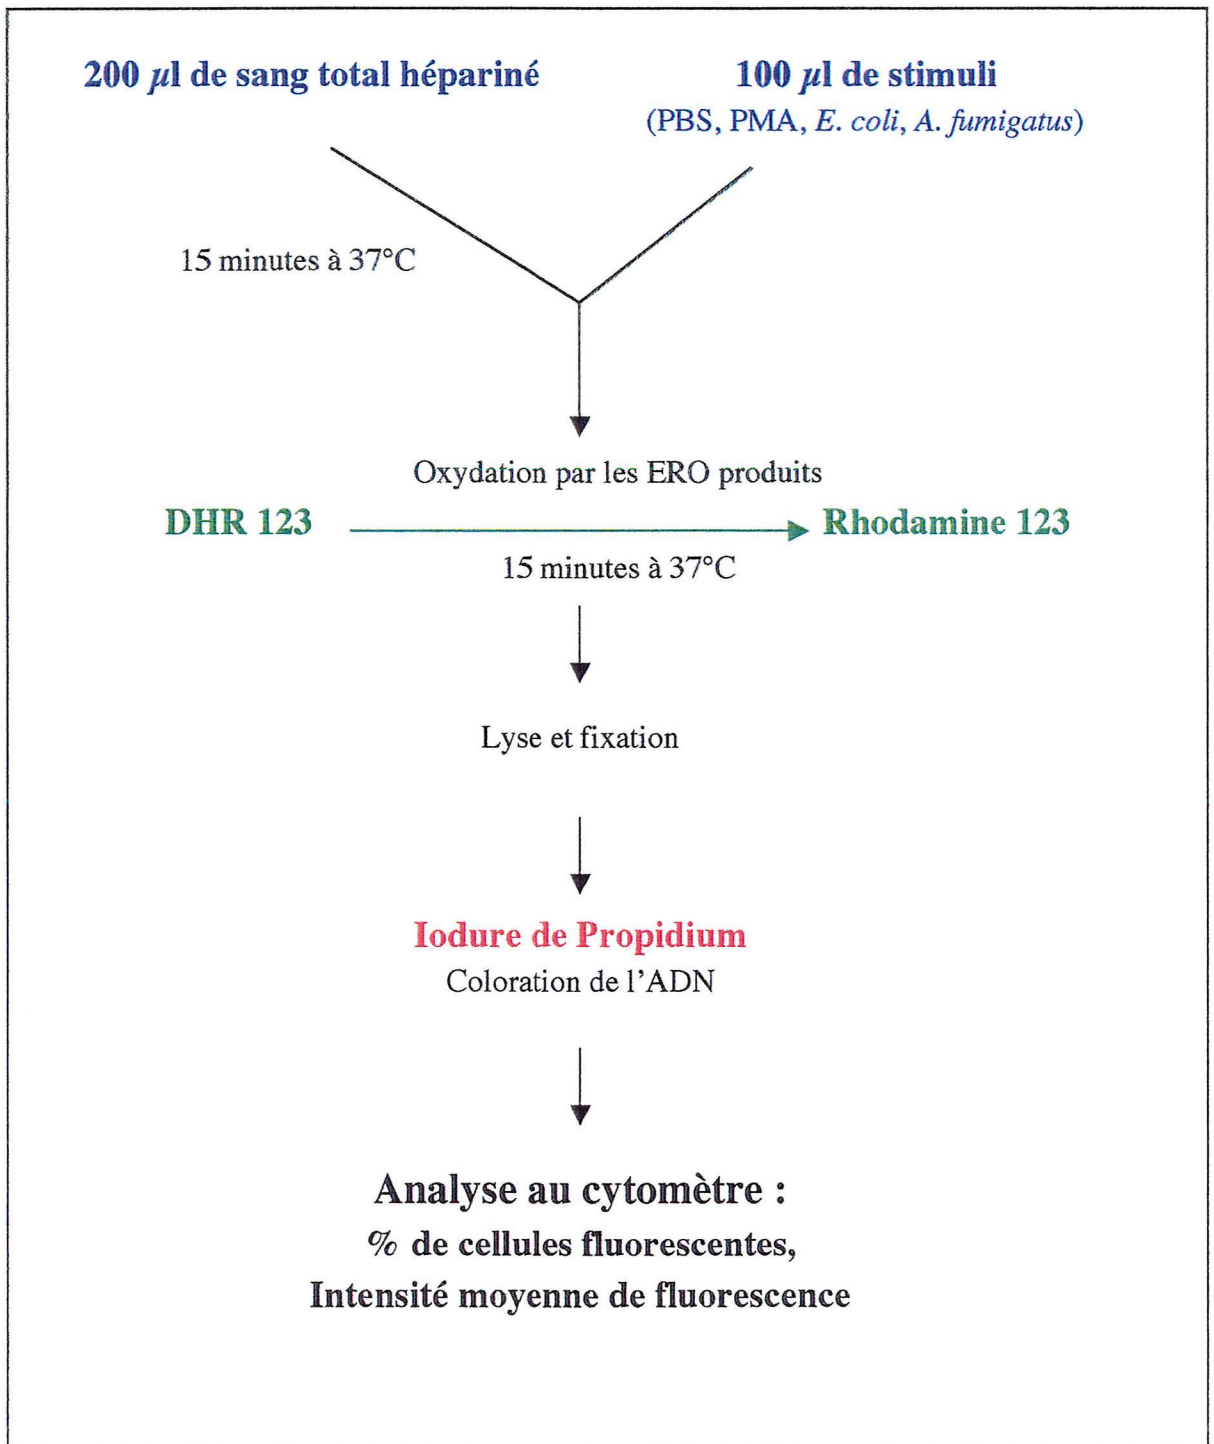 200 µl de sang total hépariné
100 µl de stimuli
(PBS, PMA, E. coli, A. fumigatus)
15 minutes à 37°C
Oxydation par les ERO produits
DHR 123
Rhodamine 123
15 minutes à 37°C
Lyse et fixation
Iodure de Propidium
Coloration de l'ADN
Analyse au cytomètre :
% de cellules fluorescentes,
Intensité moyenne de fluorescence